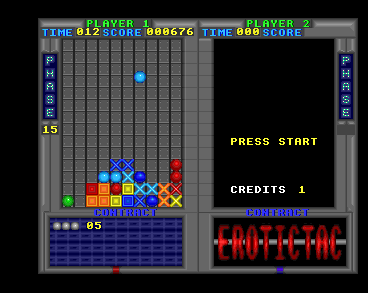 PLAYER 1
TIME 012 SCORE 000676
PHASE
15
CONTRACT
05
PLAYER 2
TIME 000 SCORE
PHASE
PRESS START
CREDITS 1
CONTRACT
EROTICTAC